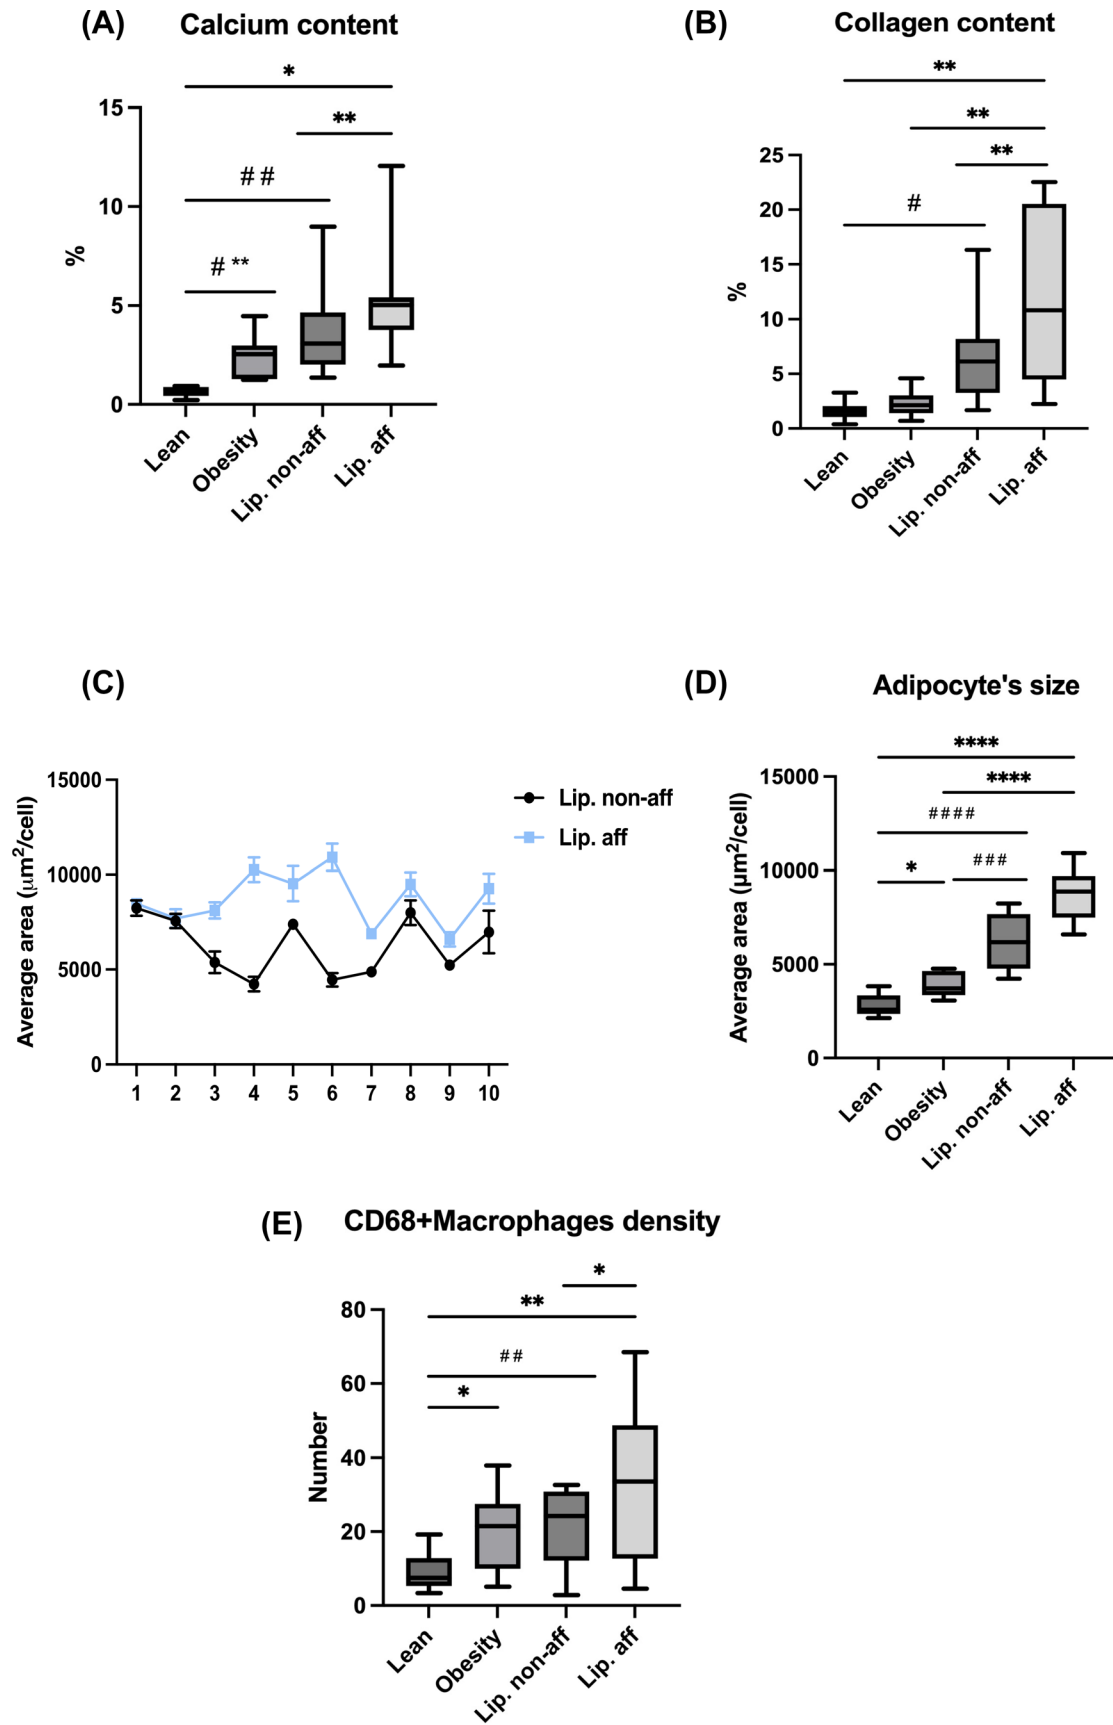 (A) Calcium content
*
**
# #
# **
15
10
5
0
%
Lean
Obesity
Lip. non-aff
Lip. aff
(B) Collagen content
**
**
**
#
25
20
15
10
5
0
%
Lean
Obesity
Lip. non-aff
Lip. aff
(C)
15000
10000
5000
0
Average area (μm²/cell)
1 2 3 4 5 6 7 8 9 10
Lip. non-aff
Lip. aff
(D) Adipocyte's size
****
****
####
###
*
15000
10000
5000
0
Average area (μm²/cell)
Lean
Obesity
Lip. non-aff
Lip. aff
(E) CD68+Macrophages density
*
**
##
*
80
60
40
20
0
Number
Lean
Obesity
Lip. non-aff
Lip. aff